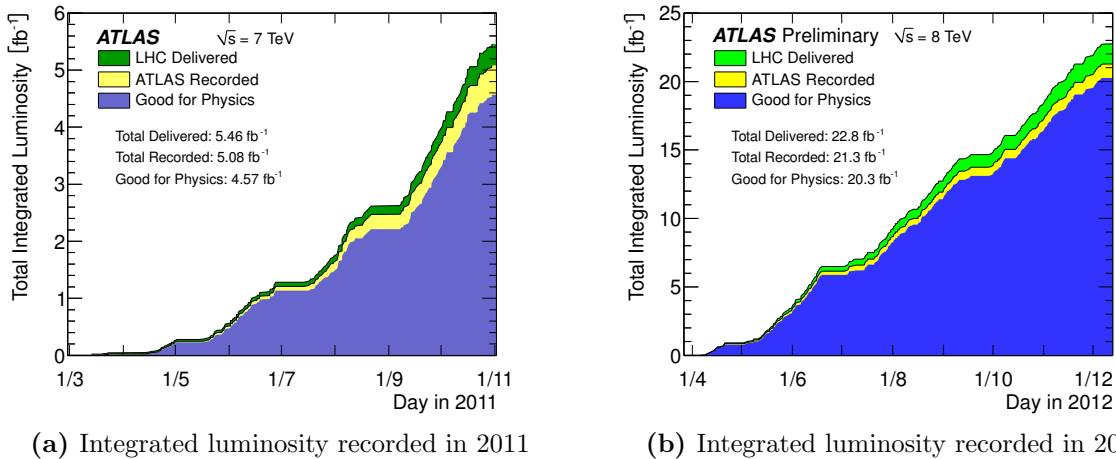 6
5
4
3
2
1
0
Total Integrated Luminosity [fb⁻¹]
ATLAS √s = 7 TeV
LHC Delivered
ATLAS Recorded
Good for Physics
Total Delivered: 5.46 fb⁻¹
Total Recorded: 5.08 fb⁻¹
Good for Physics: 4.57 fb⁻¹
1/3 1/5 1/7 1/9 1/11
Day in 2011
(a) Integrated luminosity recorded in 2011
25
20
15
10
5
0
Total Integrated Luminosity [fb⁻¹]
ATLAS Preliminary √s = 8 TeV
LHC Delivered
ATLAS Recorded
Good for Physics
Total Delivered: 22.8 fb⁻¹
Total Recorded: 21.3 fb⁻¹
Good for Physics: 20.3 fb⁻¹
1/4 1/6 1/8 1/10 1/12
Day in 2012
(b) Integrated luminosity recorded in 20